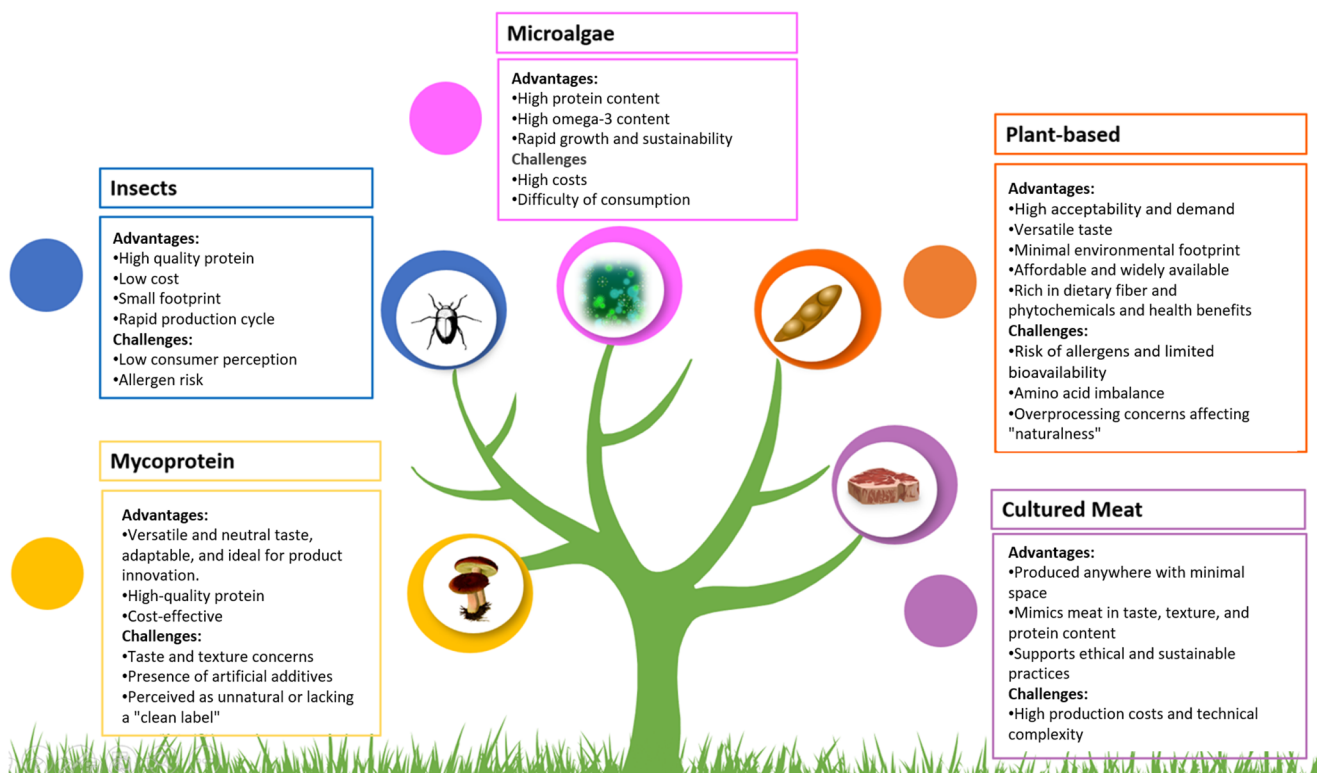 Microalgae
Advantages:
•High protein content
•High omega-3 content
•Rapid growth and sustainability
Challenges
•High costs
•Difficulty of consumption
Plant-based
Advantages:
•High acceptability and demand
•Versatile taste
•Minimal environmental footprint
•Affordable and widely available
•Rich in dietary fiber and
phytochemicals and health benefits
Challenges:
•Risk of allergens and limited
bioavailability
•Amino acid imbalance
•Overprocessing concerns affecting
"naturalness"
Insects
Advantages:
•High quality protein
•Low cost
•Small footprint
•Rapid production cycle
Challenges:
•Low consumer perception
•Allergen risk
Mycoprotein
Advantages:
•Versatile and neutral taste,
adaptable, and ideal for product
innovation.
•High-quality protein
•Cost-effective
Challenges:
•Taste and texture concerns
•Presence of artificial additives
•Perceived as unnatural or lacking
a "clean label"
Cultured Meat
Advantages:
•Produced anywhere with minimal
space
•Mimics meat in taste, texture, and
protein content
•Supports ethical and sustainable
practices
Challenges:
•High production costs and technical
complexity